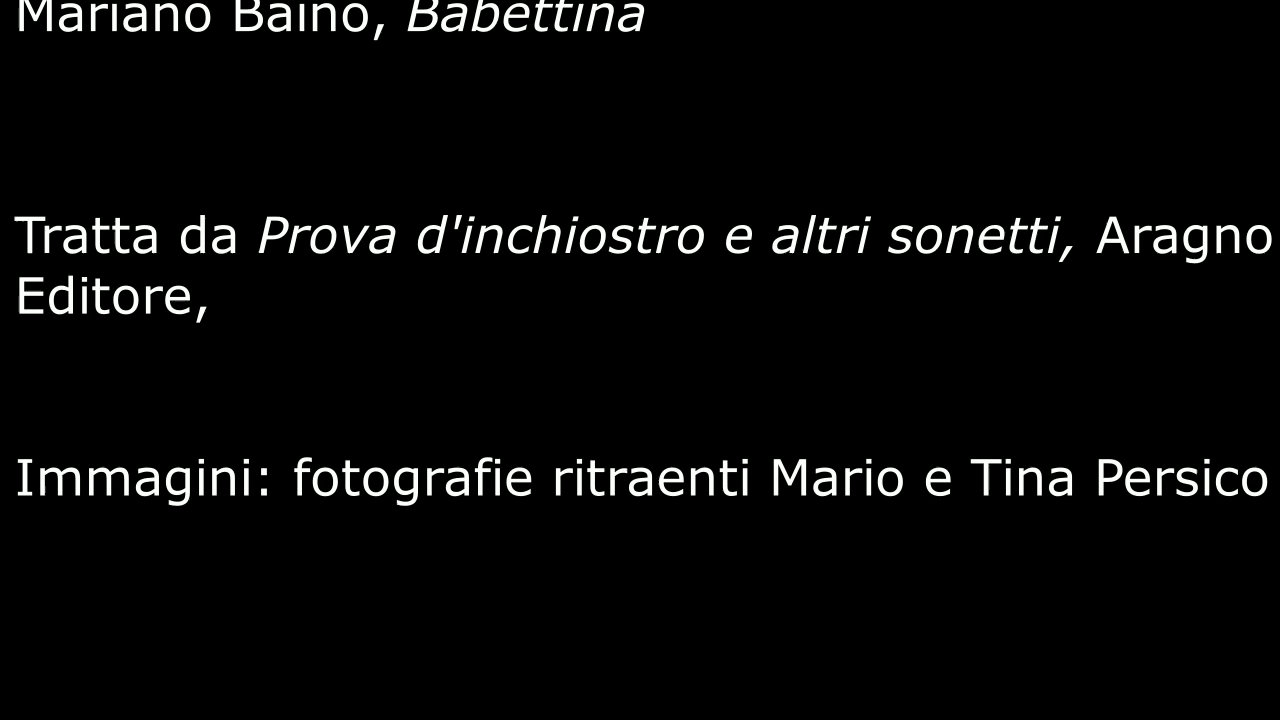 Mariano Baino, Babettina
Tratta da Prova d'inchiostro e altri sonetti, Aragno
Editore,
Immagini: fotografie ritraenti Mario e Tina Persico